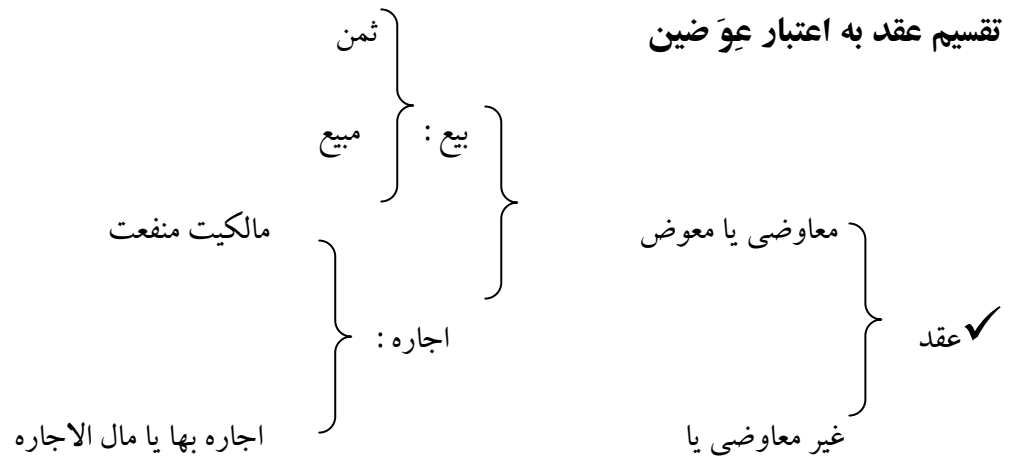 تقسیم عقد به اعتبار عِوَ ضین
ثمن
بیع : مبیع
معاوضی یا معوض
مالکیت منفعت
✓عقد
اجاره :
غیر معاوضی یا
اجاره بها یا مال الاجاره